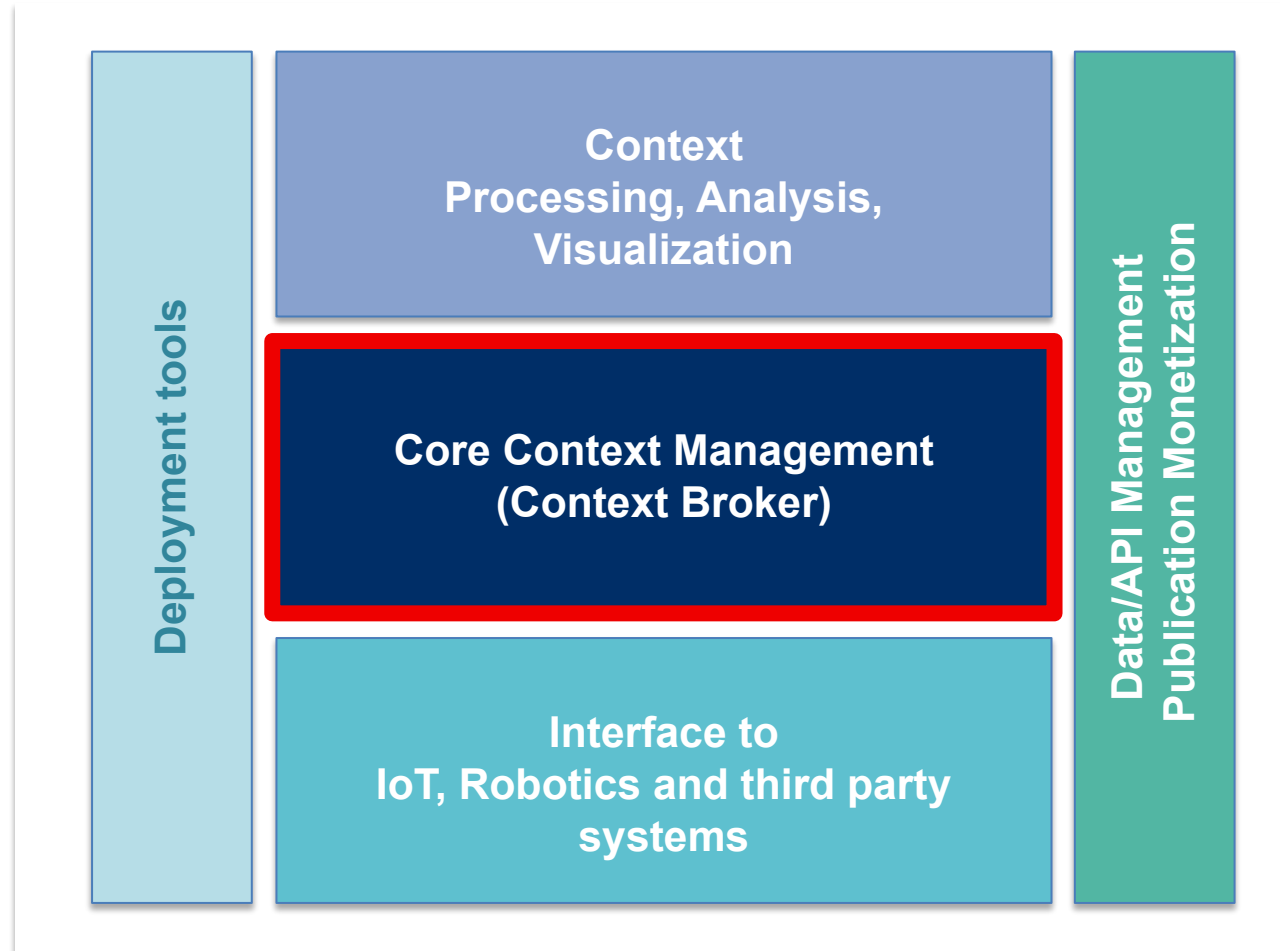 Deployment tools
Context
Processing, Analysis,
Visualization
Core Context Management
(Context Broker)
Interface to
IoT, Robotics and third party
systems
Data/API Management
Publication Monetization